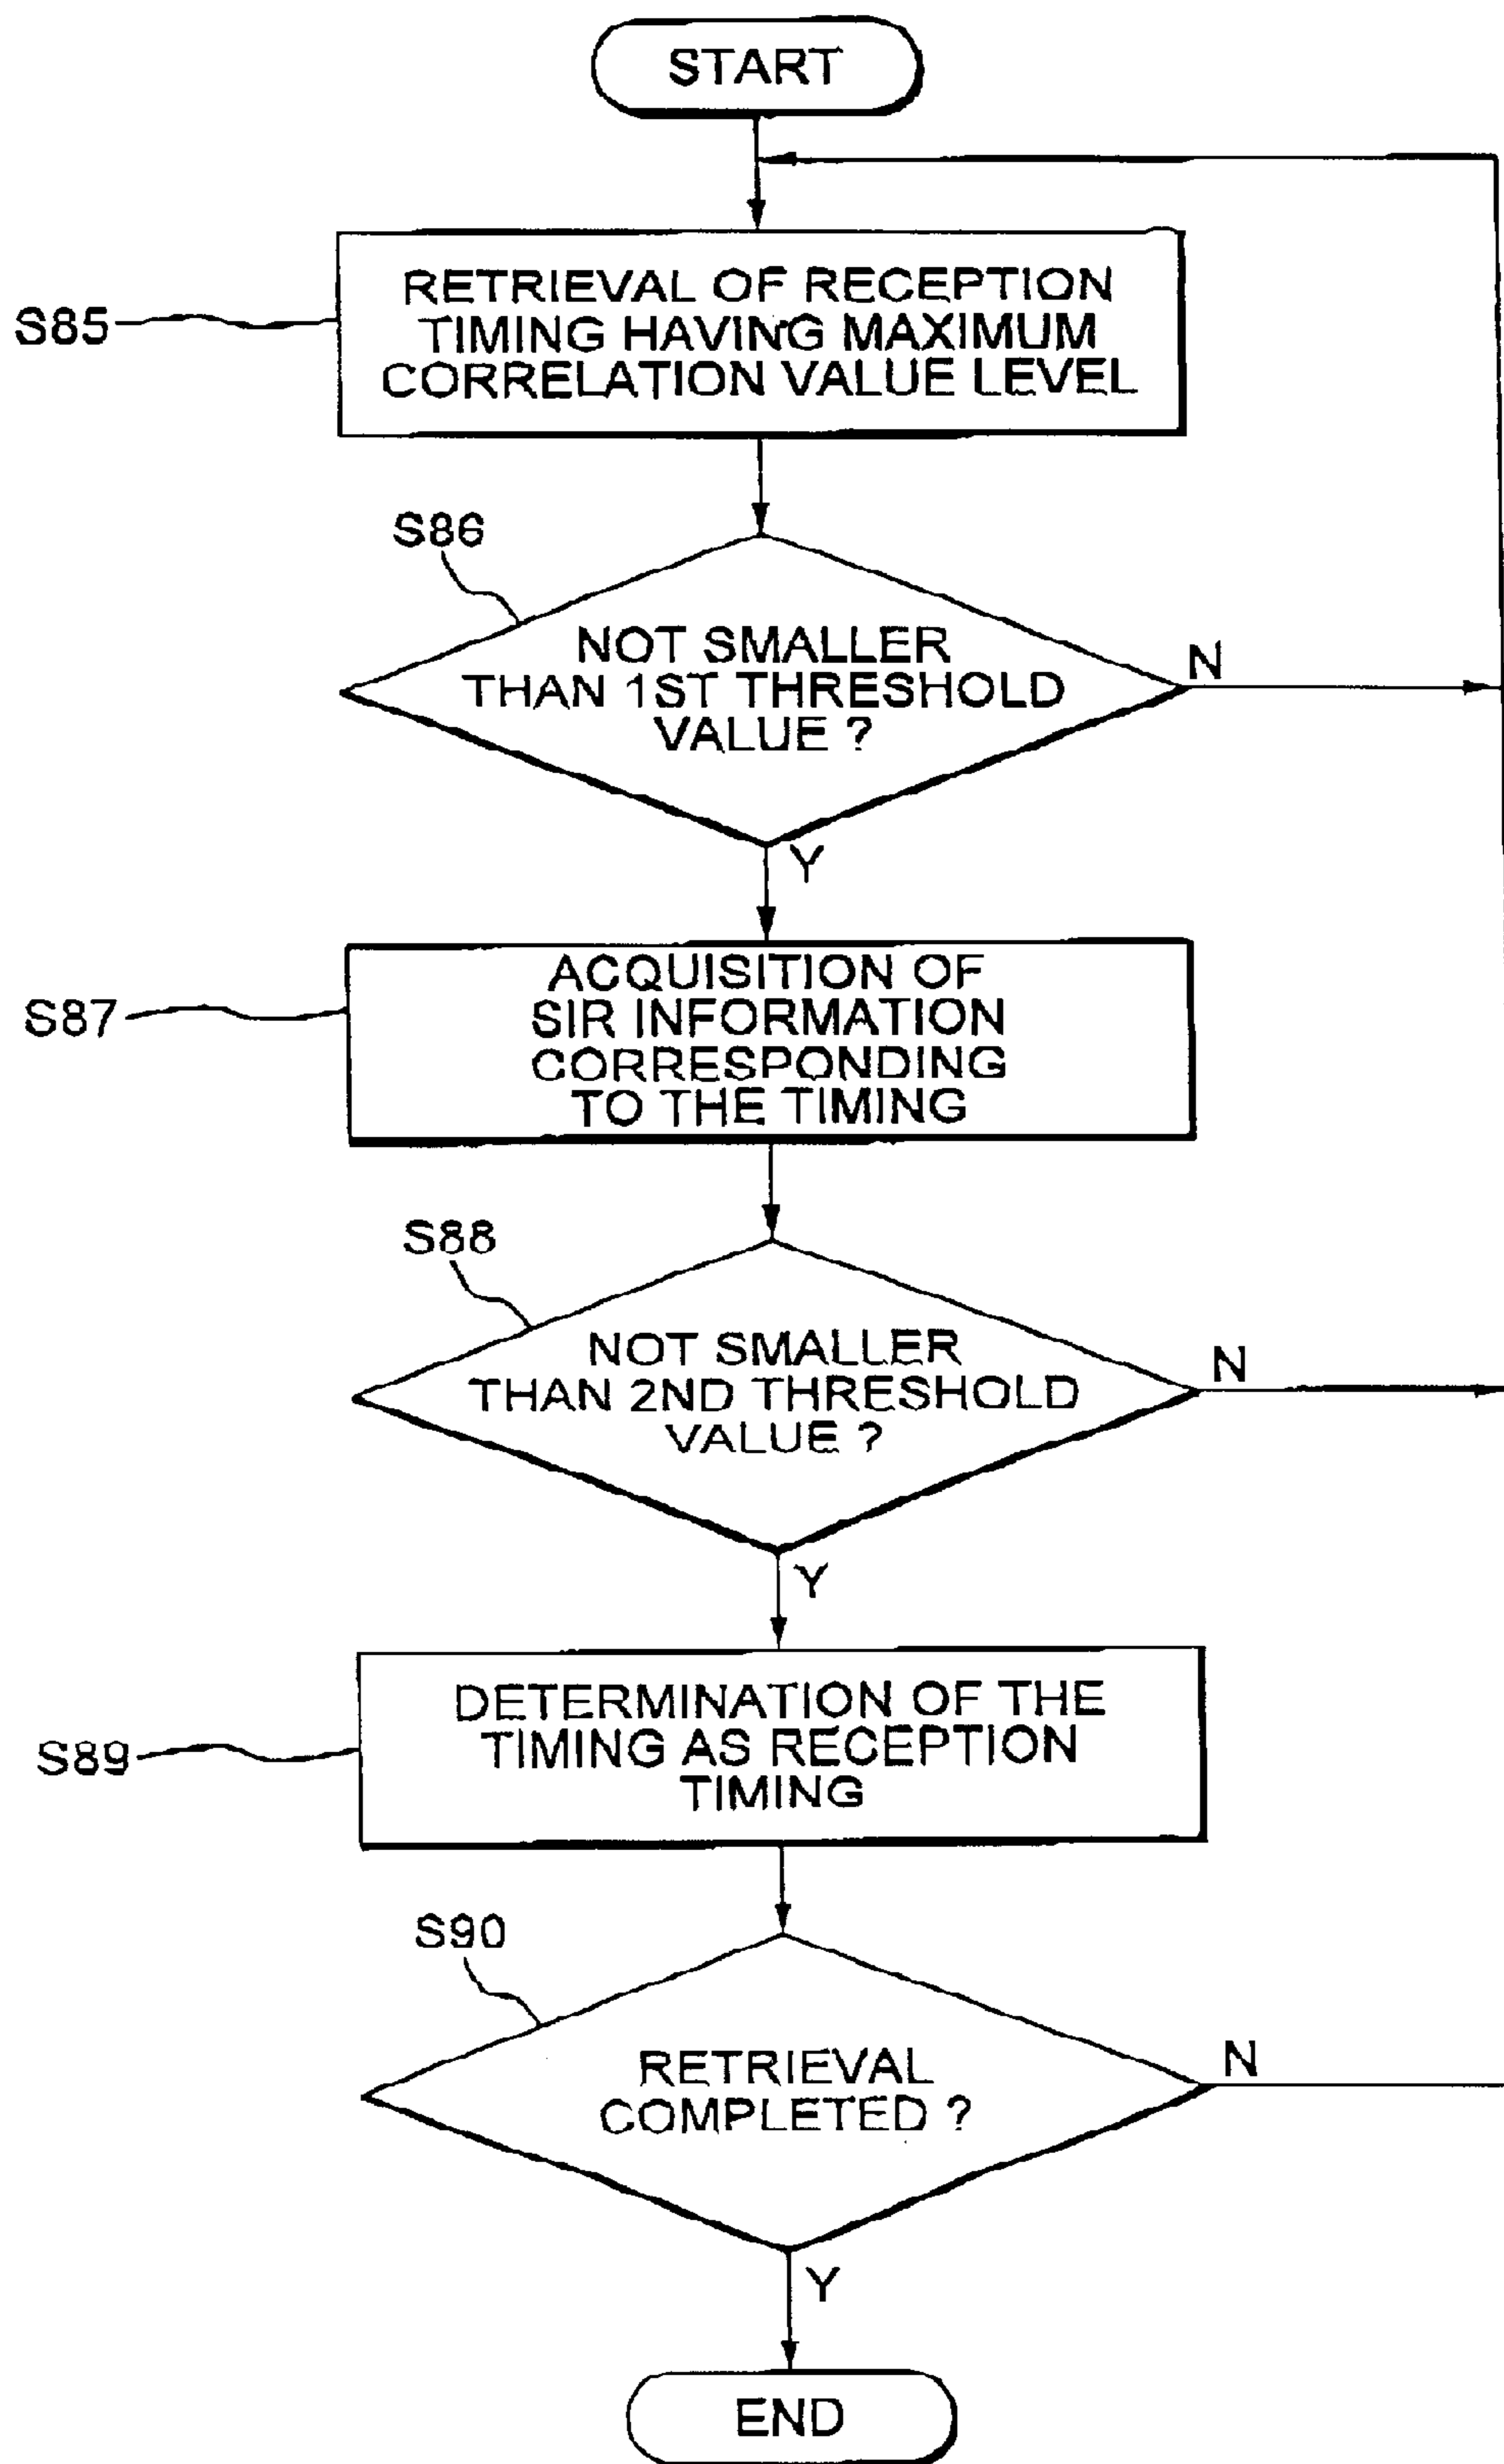 START
RETRIEVAL OF RECEPTION
TIMING HAVING MAXIMUM
CORRELATION VALUE LEVEL
S85
S86
NOT SMALLER
THAN 1ST THRESHOLD
VALUE ?
N
Y
ACQUISITION OF
SIR INFORMATION
CORRESPONDING
TO THE TIMING
S87
S88
NOT SMALLER
THAN 2ND THRESHOLD
VALUE ?
N
Y
DETERMINATION OF THE
TIMING AS RECEPTION
TIMING
S89
S90
RETRIEVAL
COMPLETED ?
N
Y
END